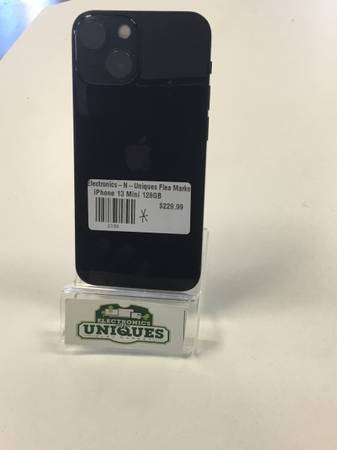 Electronics - N - Uniques Flea Marke
iPhone 13 Mini 128GB
$229.99
ELECTRONICS
UNIQUES